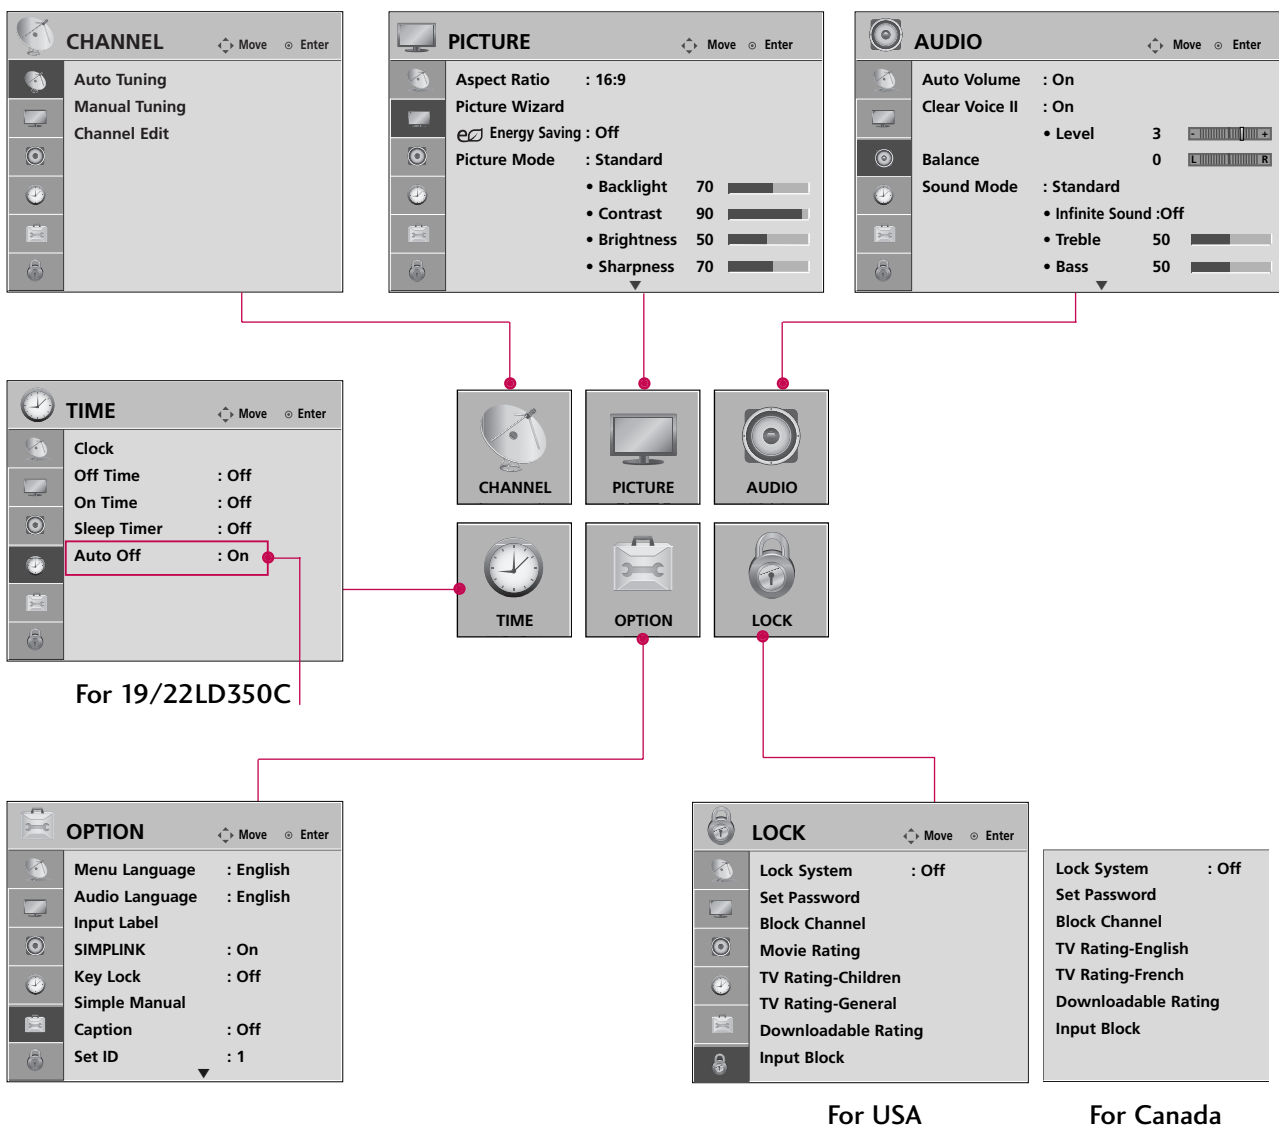 CHANNEL Move Enter
Auto Tuning
Manual Tuning
Channel Edit
PICTURE Move Enter
Aspect Ratio : 16:9
Picture Wizard
Energy Saving : Off
Picture Mode : Standard
• Backlight 70
• Contrast 90
• Brightness 50
• Sharpness 70
AUDIO Move Enter
Auto Volume : On
Clear Voice II : On
• Level 3 - +
Balance 0 L R
Sound Mode : Standard
• Infinite Sound :Off
• Treble 50
• Bass 50
TIME Move Enter
Clock
Off Time : Off
On Time : Off
Sleep Timer : Off
Auto Off : On
For 19/22LD350C
CHANNEL PICTURE AUDIO
TIME OPTION LOCK
OPTION Move Enter
Menu Language : English
Audio Language : English
Input Label
SIMPLINK : On
Key Lock : Off
Simple Manual
Caption : Off
Set ID : 1
LOCK Move Enter
Lock System : Off
Set Password
Block Channel
Movie Rating
TV Rating-Children
TV Rating-General
Downloadable Rating
Input Block
For USA
Lock System : Off
Set Password
Block Channel
TV Rating-English
TV Rating-French
Downloadable Rating
Input Block
For Canada